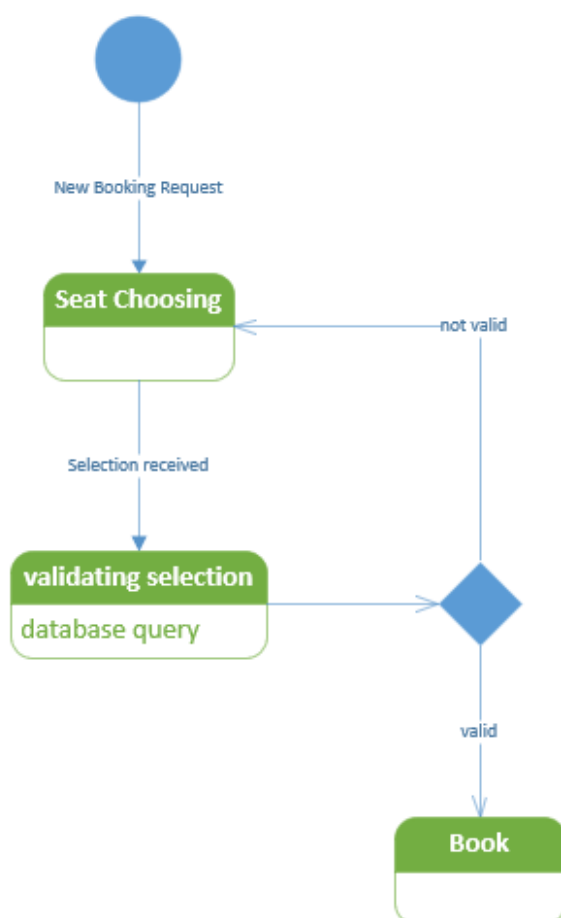 New Booking Request
Seat Choosing
not valid
Selection received
validating selection
database query
valid
Book